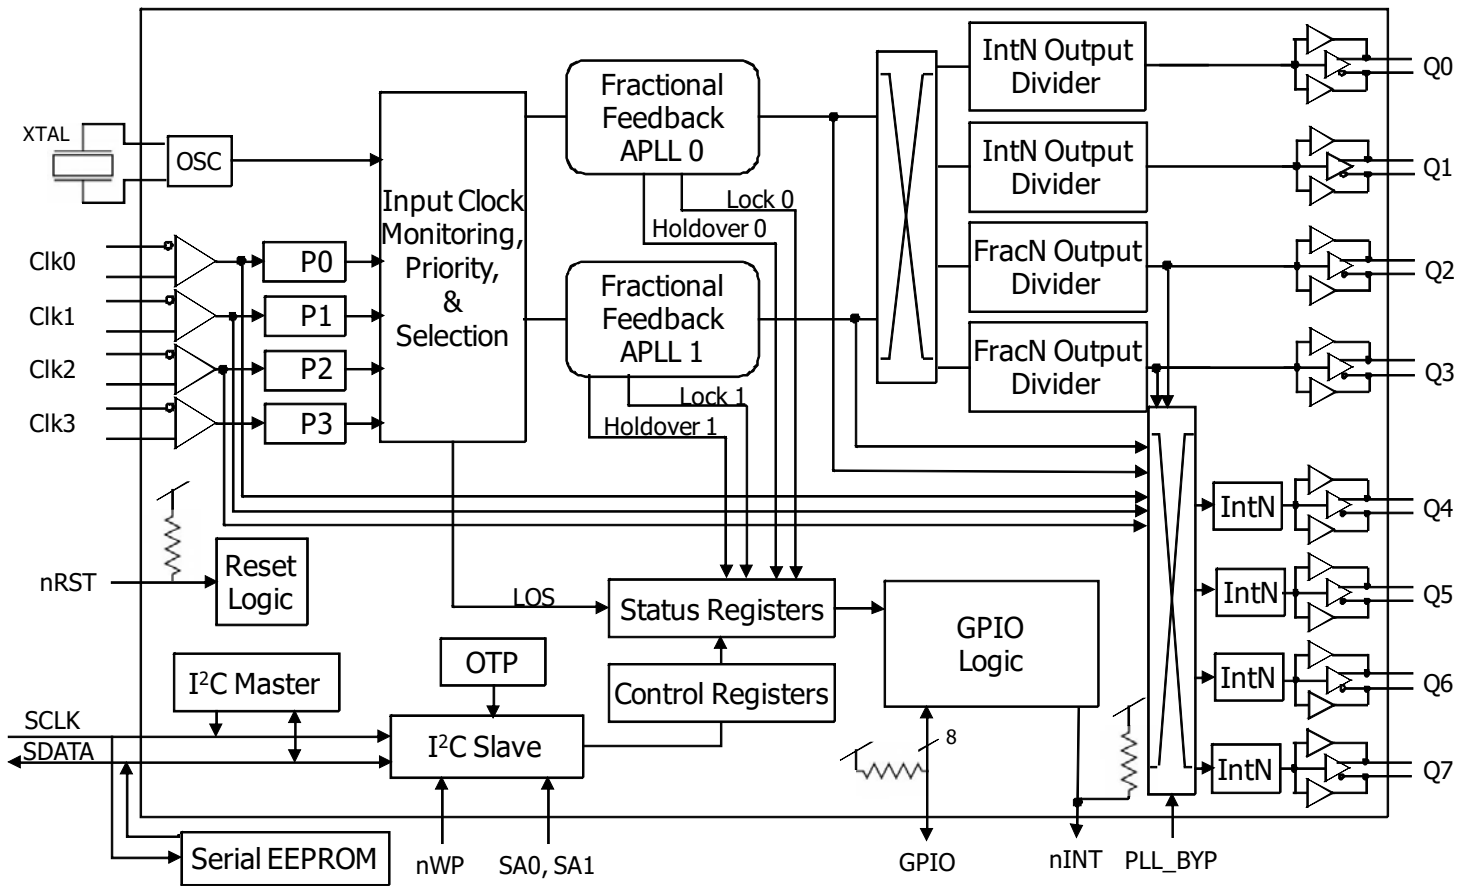 XTAL
OSC
Clk0
Clk1
Clk2
Clk3
P0
P1
P2
P3
Input Clock
Monitoring,
Priority,
&
Selection
Fractional
Feedback
APLL 0
Lock 0
Holdover 0
Fractional
Feedback
APLL 1
Lock 1
Holdover 1
IntN Output
Divider
IntN Output
Divider
FracN Output
Divider
FracN Output
Divider
Q0
Q1
Q2
Q3
IntN
Q4
IntN
Q5
IntN
Q6
IntN
Q7
nRST
Reset
Logic
LOS
Status Registers
GPIO
Logic
OTP
Control Registers
I²C Master
SCLK
SDATA
I²C Slave
8
Serial EEPROM
nWP
SA0, SA1
GPIO
nINT
PLL_BYP